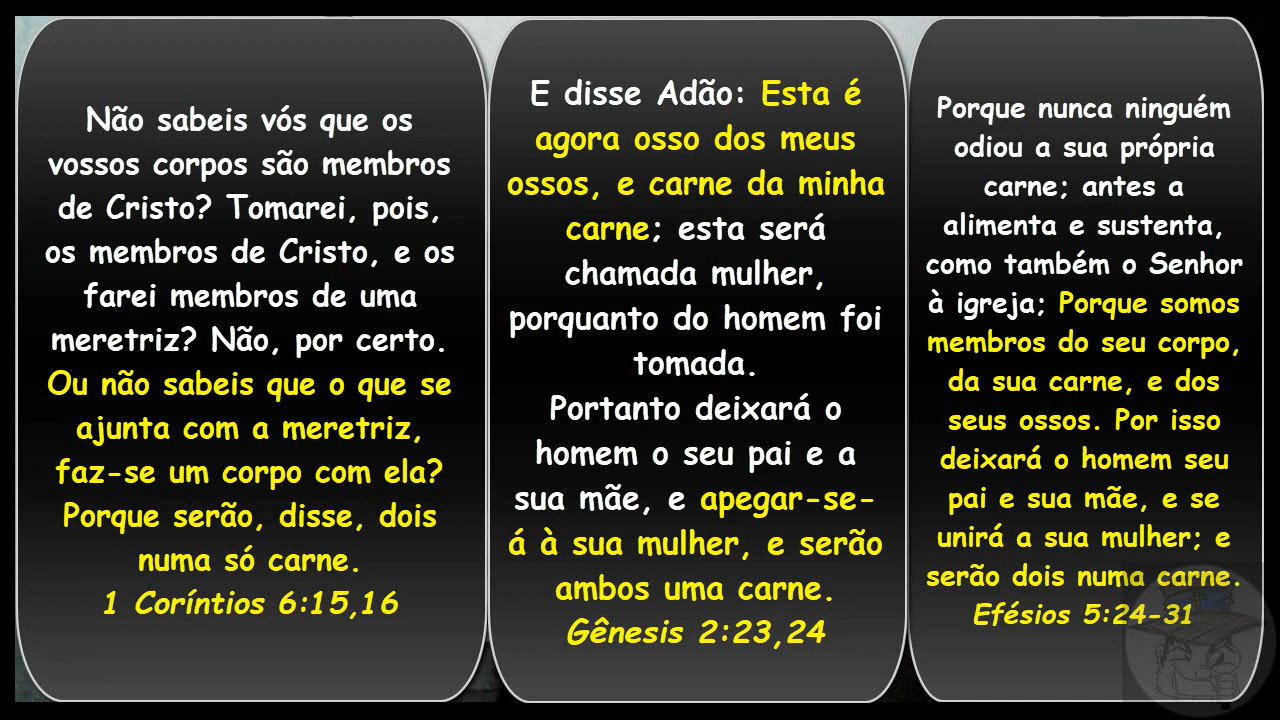 Não sabeis vós que os
vossos corpos são membros
de Cristo? Tomarei, pois,
os membros de Cristo, e os
farei membros de uma
meretriz? Não, por certo.
Ou não sabeis que o que se
ajunta com a meretriz,
faz-se um corpo com ela?
Porque serão, disse, dois
numa só carne.
1 Coríntios 6:15,16
E disse Adão: Esta é
agora osso dos meus
ossos, e carne da minha
carne; esta será
chamada mulher,
porquanto do homem foi
tomada.
Portanto deixará o
homem o seu pai e a
sua mãe, e apegar-se-
á à sua mulher, e serão
ambos uma carne.
Gênesis 2:23,24
Porque nunca ninguém
odiou a sua própria
carne; antes a
alimenta e sustenta,
como também o Senhor
à igreja; Porque somos
membros do seu corpo,
da sua carne, e dos
seus ossos. Por isso
deixará o homem seu
pai e sua mãe, e se
unirá a sua mulher; e
serão dois numa carne.
Efésios 5:24-31